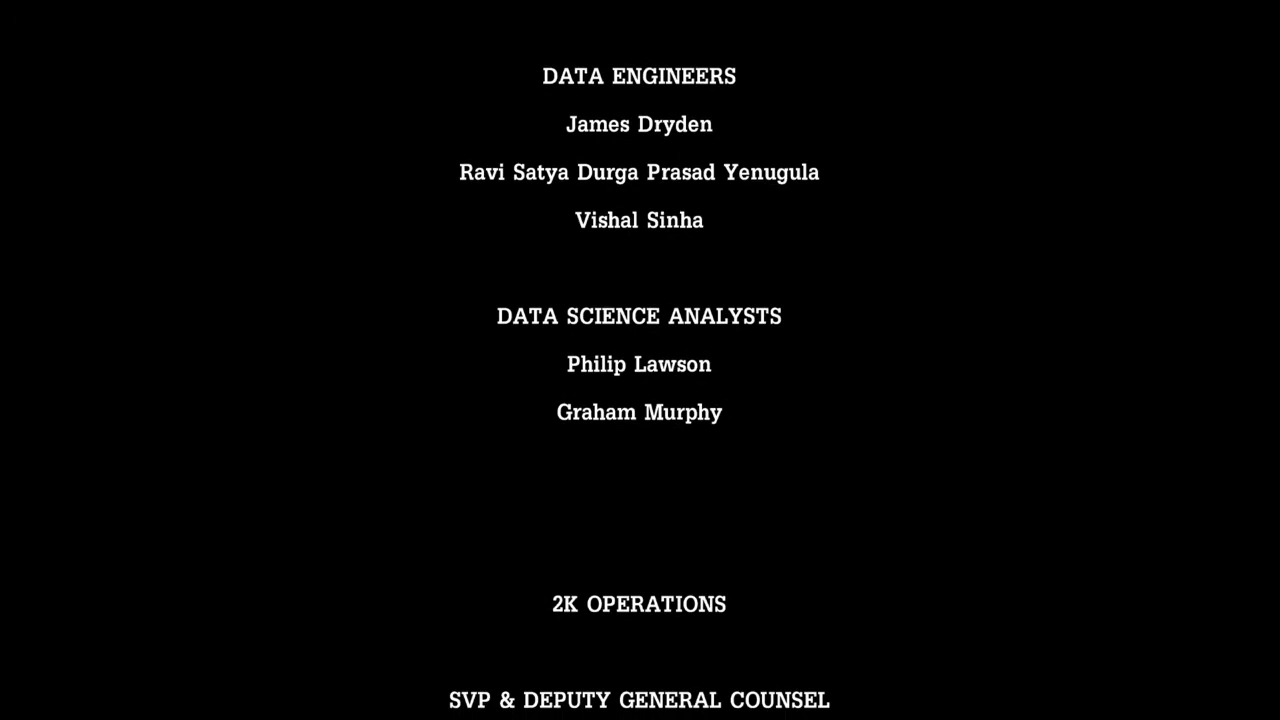 DATA ENGINEERS
James Dryden
Ravi Satya Durga Prasad Yenugula
Vishal Sinha
DATA SCIENCE ANALYSTS
Philip Lawson
Graham Murphy
2K OPERATIONS
SVP & DEPUTY GENERAL COUNSEL